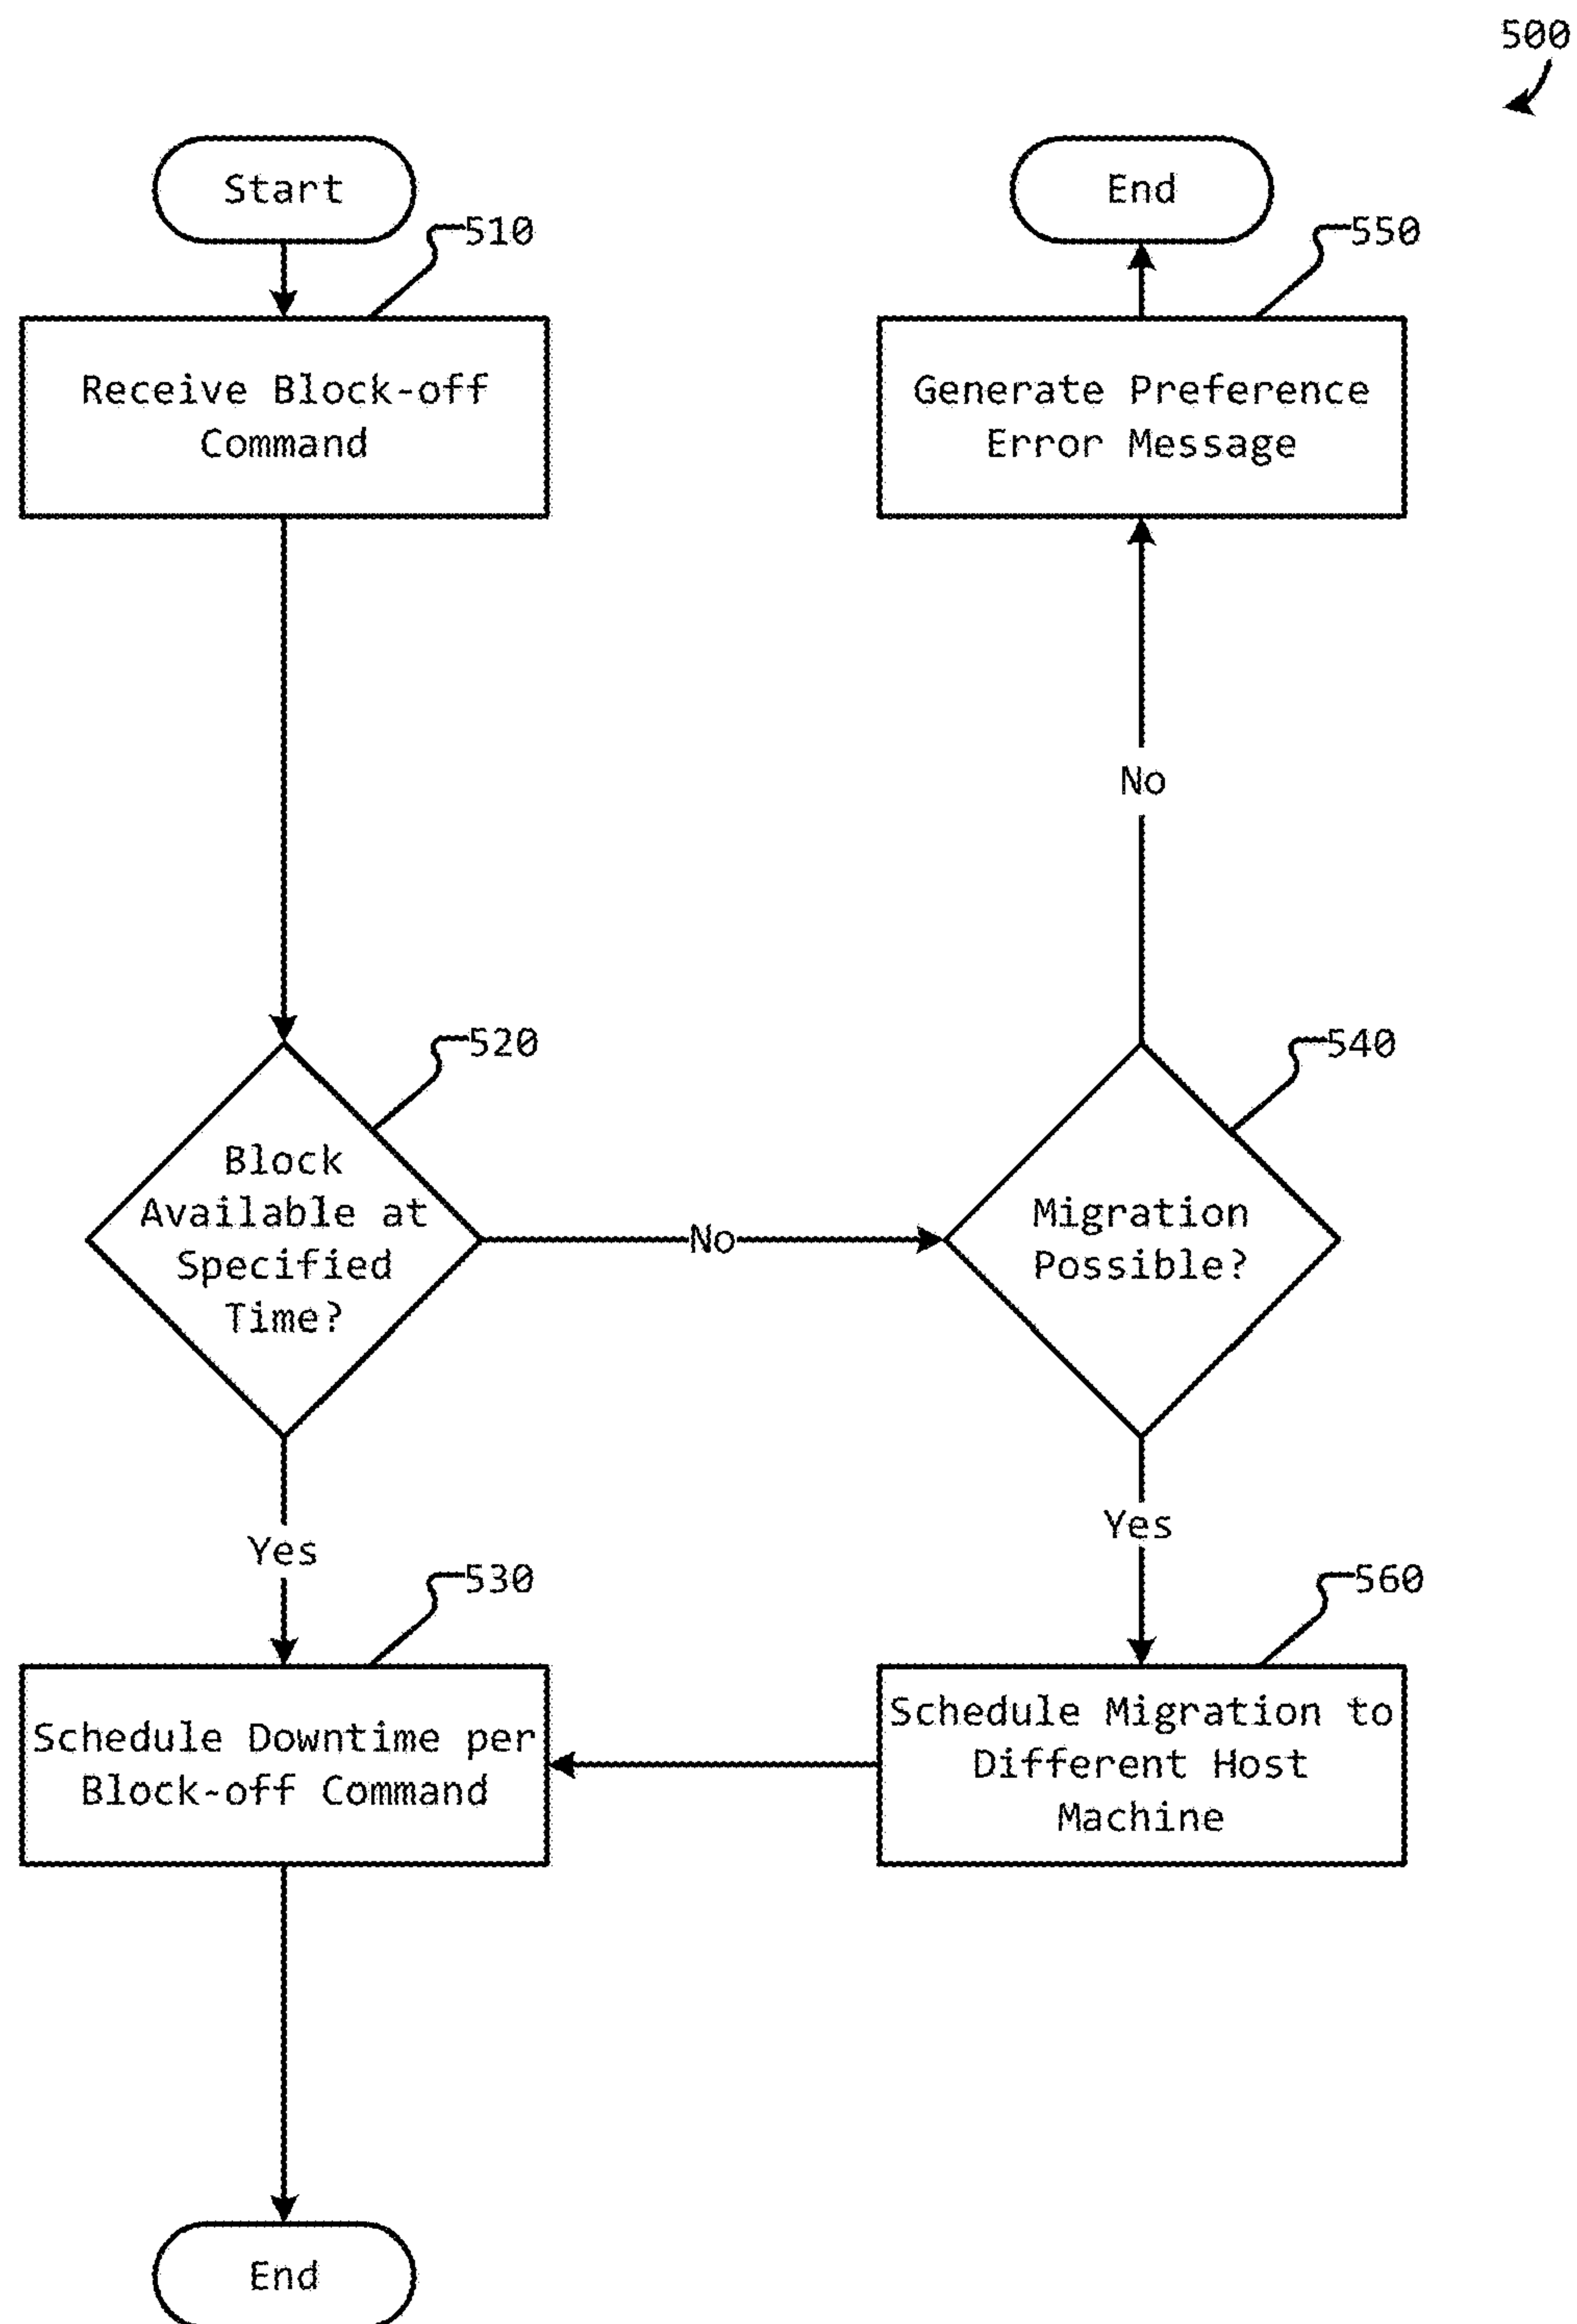 500
Start
510
Receive Block-off
Command
520
Block
Available at
Specified
Time?
No
Yes
530
Schedule Downtime per
Block-off Command
End
End
550
Generate Preference
Error Message
No
540
Migration
Possible?
Yes
560
Schedule Migration to
Different Host
Machine